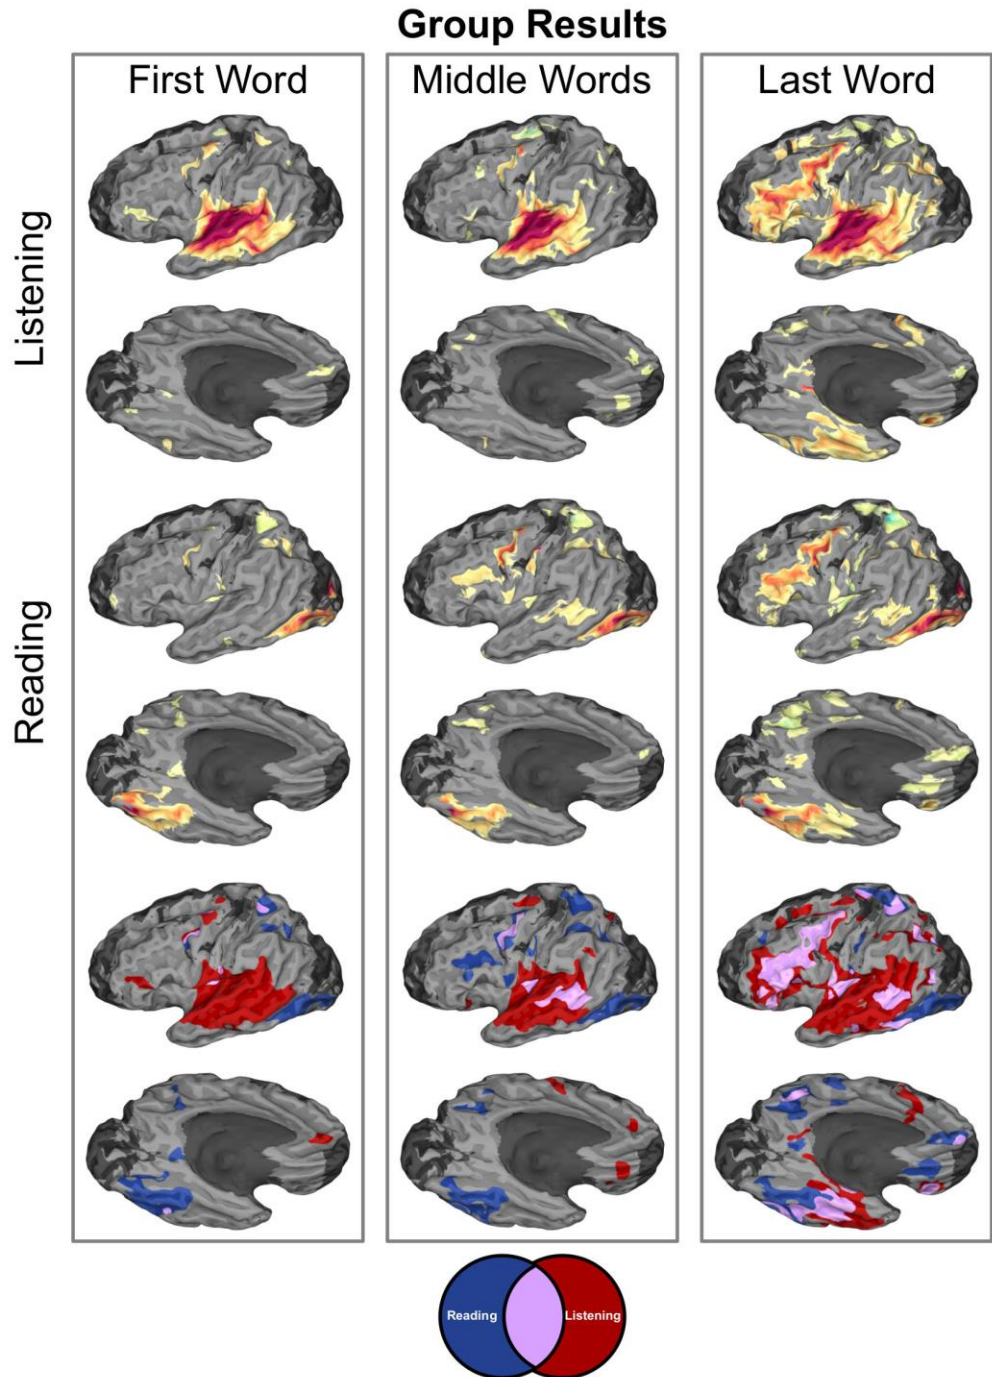 Group Results
First Word
Middle Words
Last Word
Listening
Reading
Reading
Listening